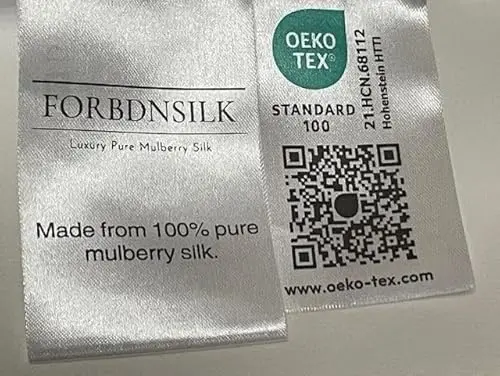 FORBDNSILK
Luxury Pure Mulberry Silk
Made from 100% pure
mulberry silk.
OEKO
TEX®
STANDARD
100
21.HCN.68112
Hohenstein HTTI
www.oeko-tex.com